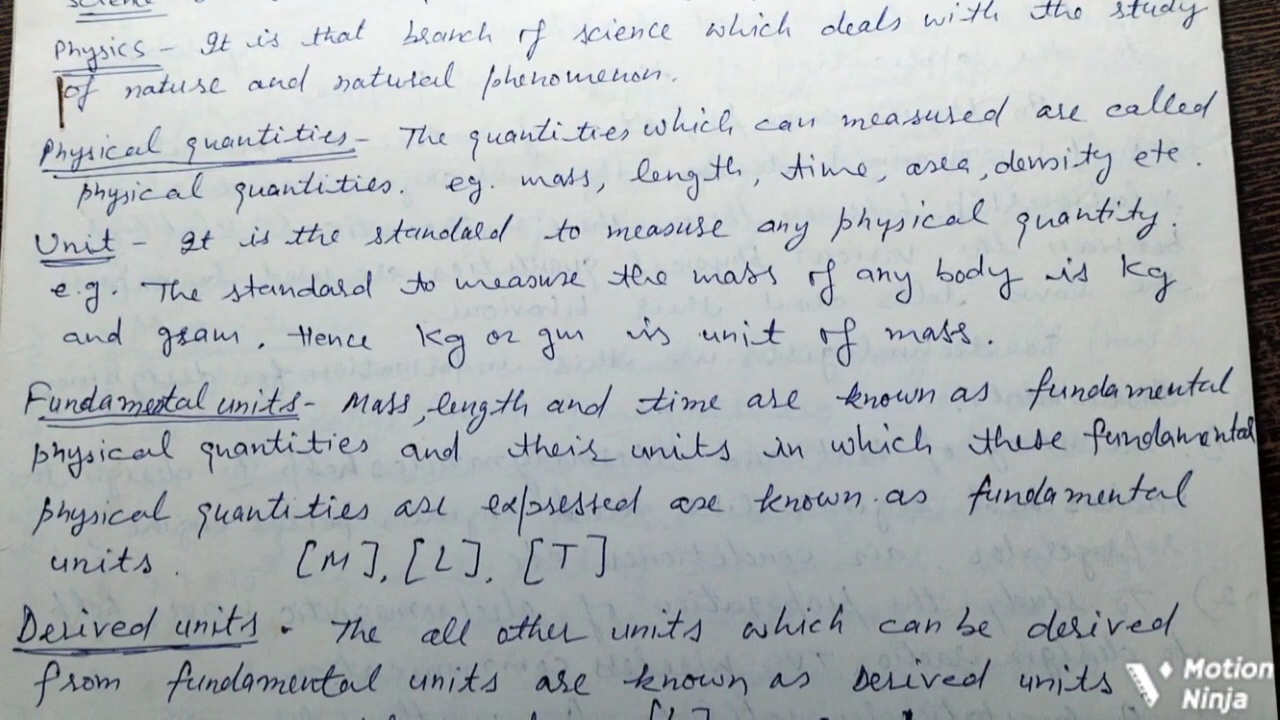 Science
Physics - It is that branch of science which deals with the study
of nature and natural phenomenon.
Physical quantities - The quantities which can measured are called
physical quantities. eg. mass, length, time, area, density etc.
Unit - It is the standard to measure any physical quantity.
e.g. The standard to measure the mass of any body is kg
and gram. Hence kg or gm is unit of mass.
Fundamental units - Mass, length and time are known as fundamental
physical quantities and their units in which these fundamental
physical quantities are expressed are known as fundamental
units. [M], [L], [T]
Derived units - The all other units which can be derived
from fundamental units are known as Derived units
[L]
Motion
Ninja